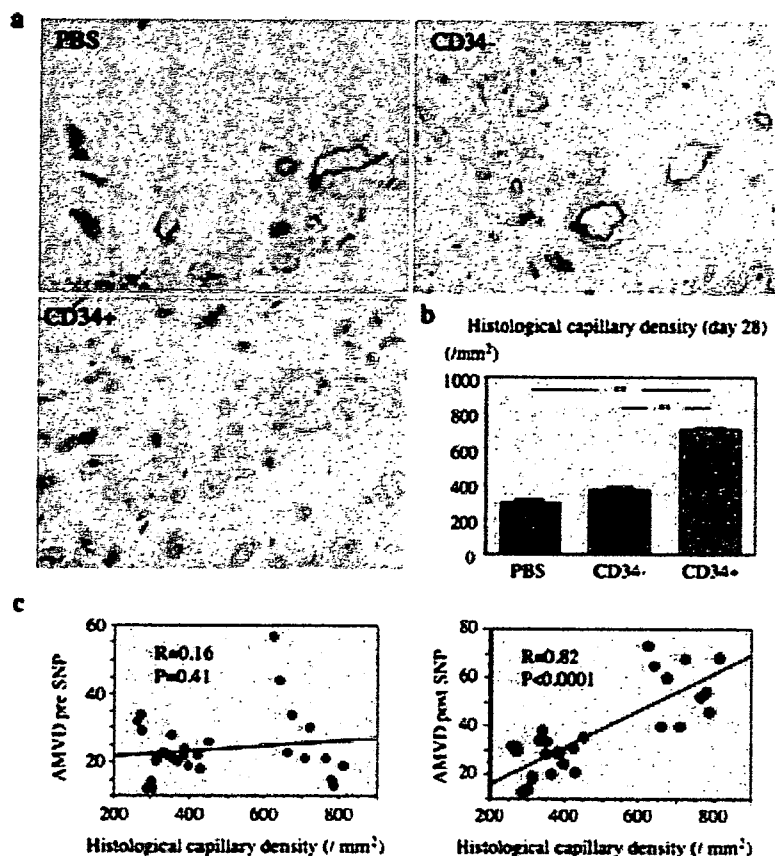 a
PBS
CD34-
CD34+
b
Histological capillary density (day 28)
(/mm²)
1000
800
600
400
200
0
**
**
PBS
CD34-
CD34+
c
AMVD pre SNP
60
40
20
R=0.16
P=0.41
200
400
600
800
Histological capillary density (/ mm²)
AMVD post SNP
80
60
40
20
R=0.82
P<0.0001
200
400
600
800
Histological capillary density (/ mm²)